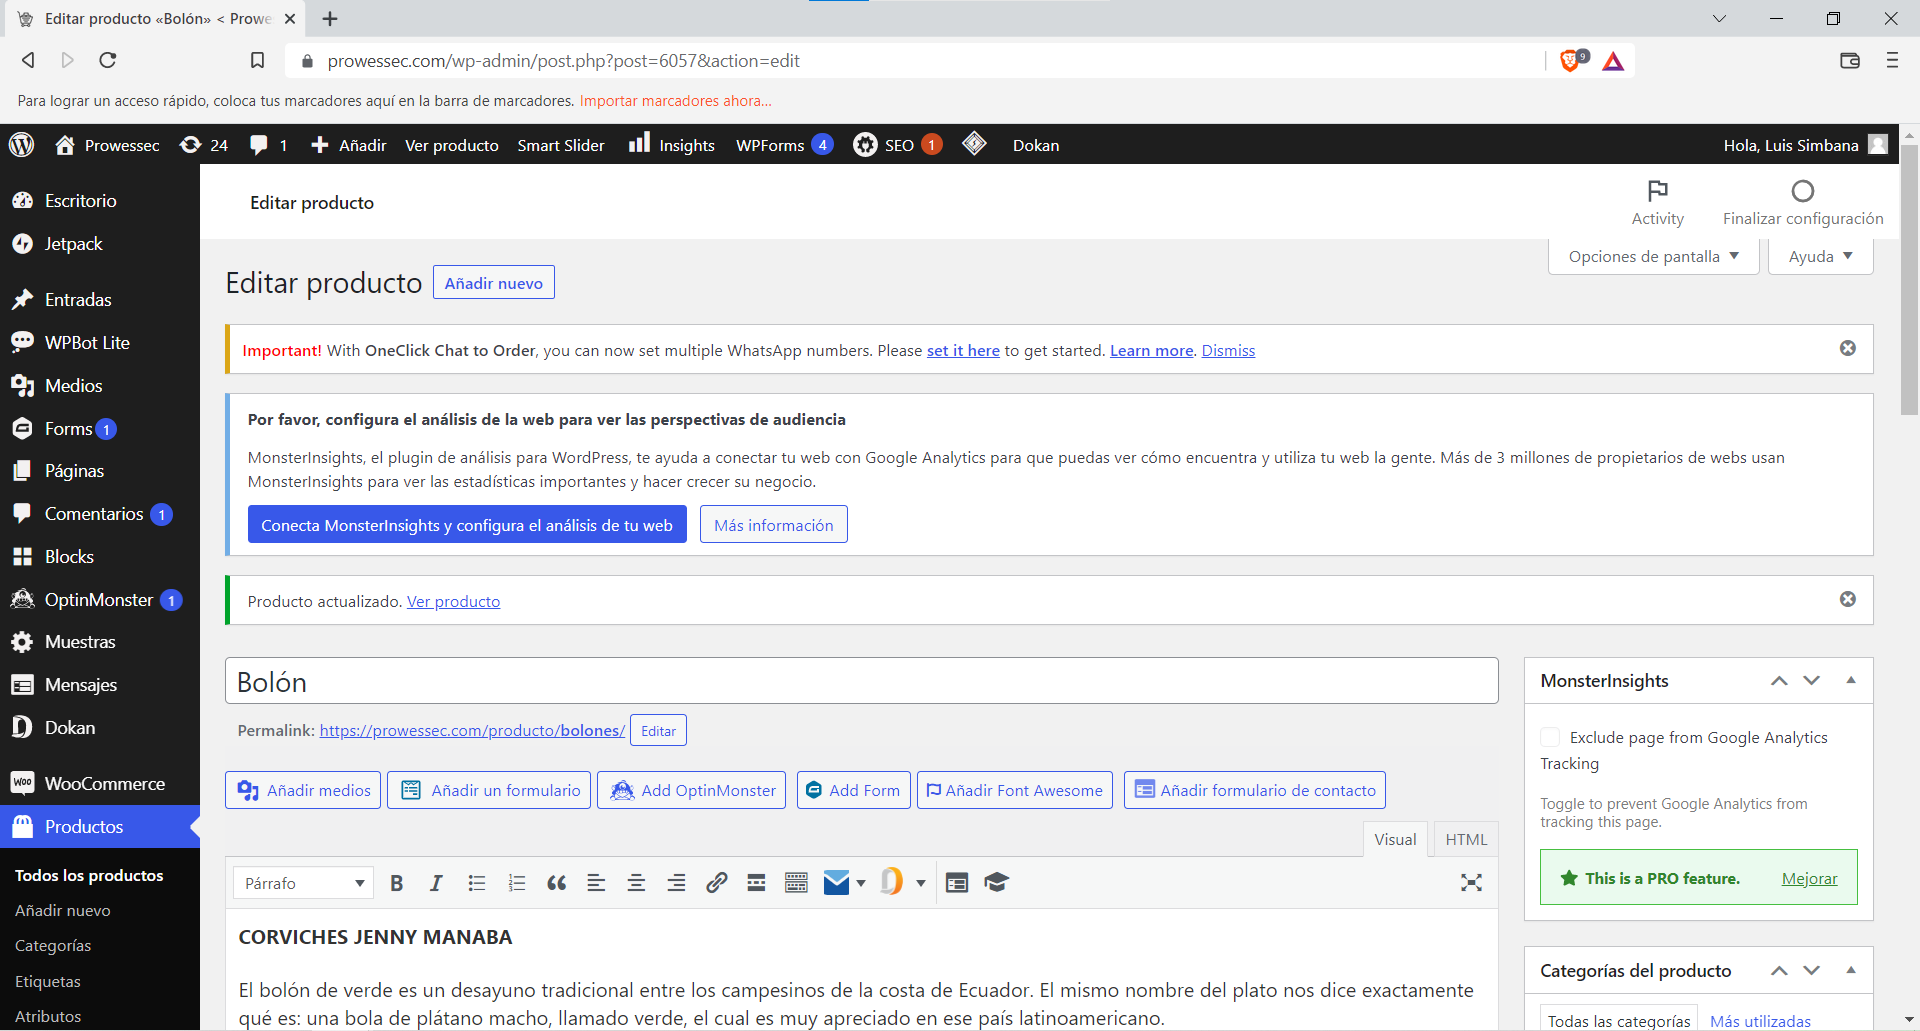 Editar producto «Bolón» < Prowe
prowessec.com/wp-admin/post.php?post=6057&action=edit
9
Para lograr un acceso rápido, coloca tus marcadores aquí en la barra de marcadores. Importar marcadores ahora...
Prowessec 24 1 Añadir Ver producto Smart Slider Insights WPForms 4 SEO 1 Dokan Hola, Luis Simbana
Escritorio
Jetpack
Entradas
WPBot Lite
Medios
Forms 1
Páginas
Comentarios 1
Blocks
OptinMonster 1
Muestras
Mensajes
Dokan
Woo WooCommerce
Productos
Todos los productos
Añadir nuevo
Categorías
Etiquetas
Atributos
Editar producto
Activity
Finalizar configuración
Opciones de pantalla
Ayuda
Editar producto Añadir nuevo
Important! With OneClick Chat to Order, you can now set multiple WhatsApp numbers. Please set it here to get started. Learn more. Dismiss
Por favor, configura el análisis de la web para ver las perspectivas de audiencia
MonsterInsights, el plugin de análisis para WordPress, te ayuda a conectar tu web con Google Analytics para que puedas ver cómo encuentra y utiliza tu web la gente. Más de 3 millones de propietarios de webs usan
MonsterInsights para ver las estadísticas importantes y hacer crecer su negocio.
Conecta MonsterInsights y configura el análisis de tu web Más información
Producto actualizado. Ver producto
Bolón
Permalink: https://prowessec.com/producto/bolones/ Editar
Añadir medios Añadir un formulario Add OptinMonster Add Form Añadir Font Awesome Añadir formulario de contacto
Visual HTML
Párrafo B I
CORVICHES JENNY MANABA
El bolón de verde es un desayuno tradicional entre los campesinos de la costa de Ecuador. El mismo nombre del plato nos dice exactamente
qué es: una bola de plátano macho, llamado verde, el cual es muy apreciado en ese país latinoamericano.
MonsterInsights
Exclude page from Google Analytics
Tracking
Toggle to prevent Google Analytics from
tracking this page.
This is a PRO feature. Mejorar
Categorías del producto
Todas las categorías Más utilizadas